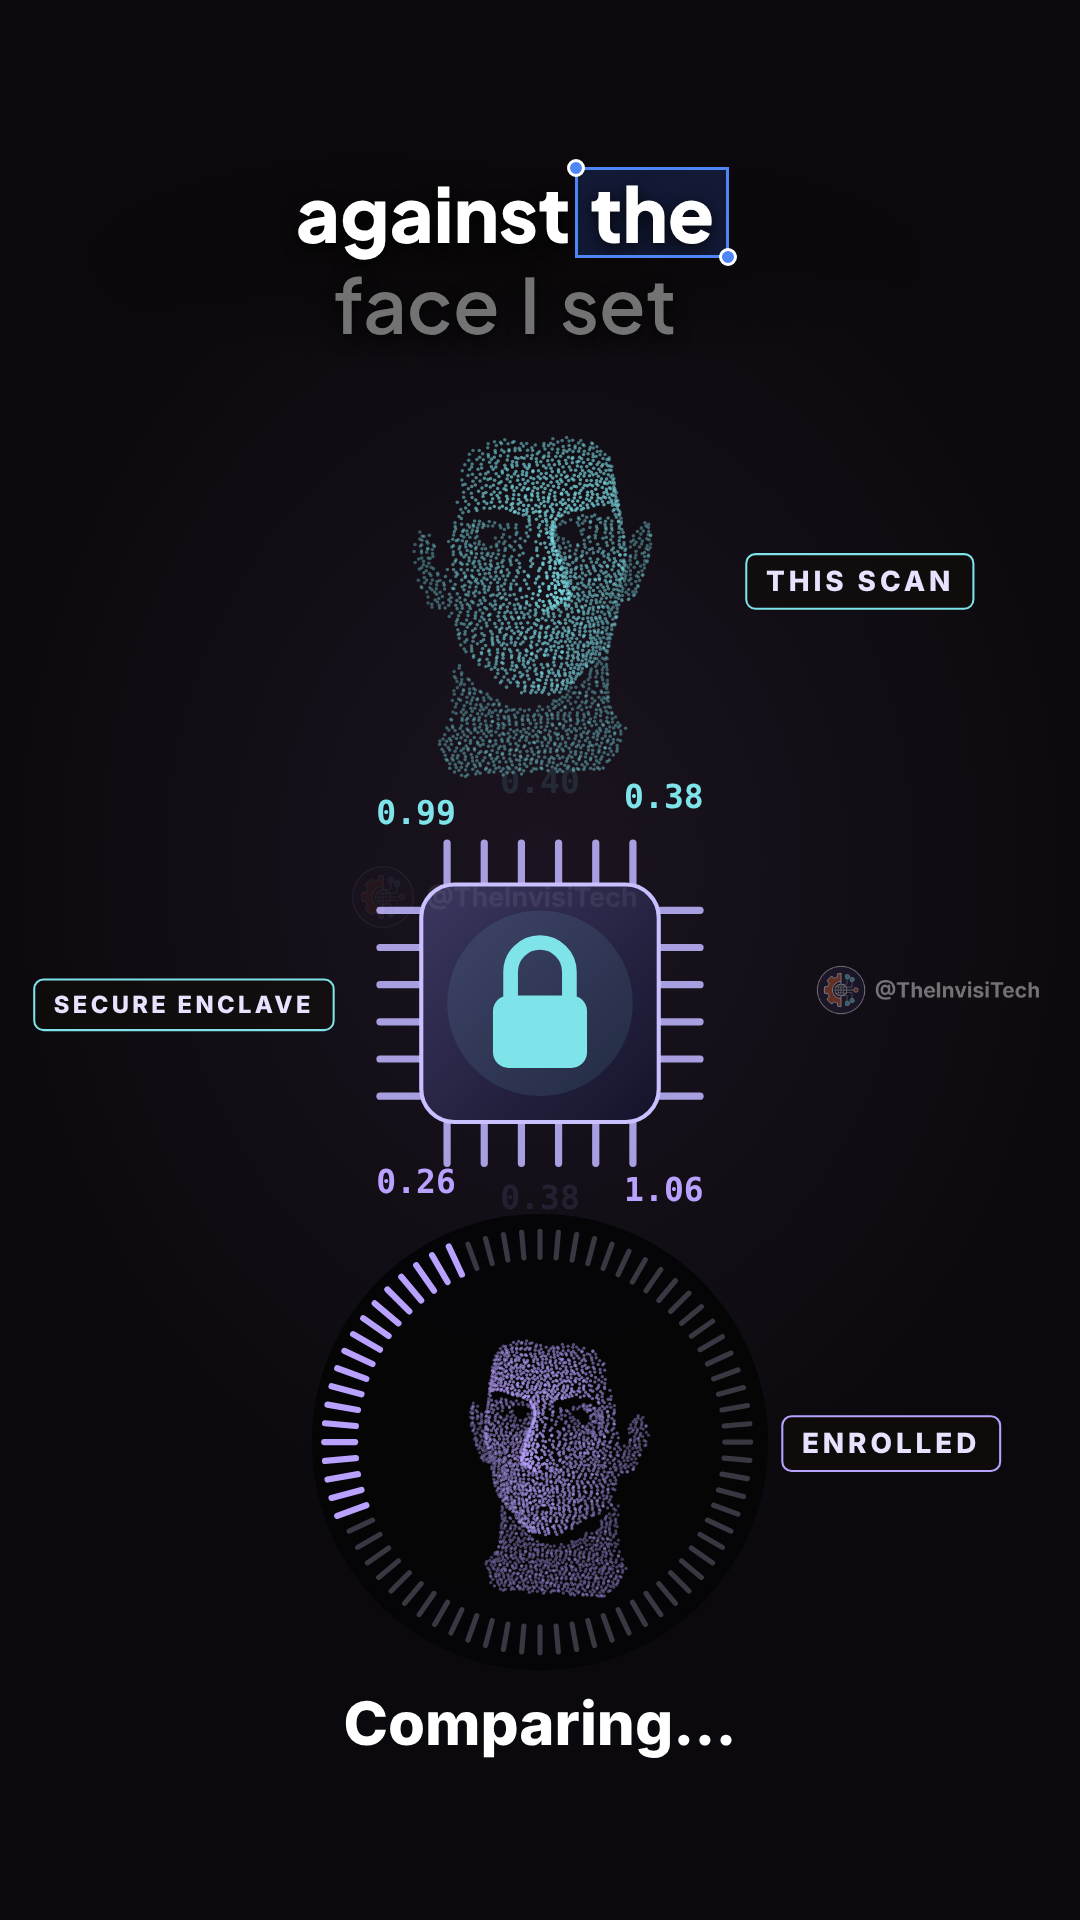 against the
face I set
THIS SCAN
0.40
0.99
0.38
@TheInvisiTech
SECURE ENCLAVE
@TheInvisiTech
0.26
0.38
1.06
ENROLLED
Comparing...